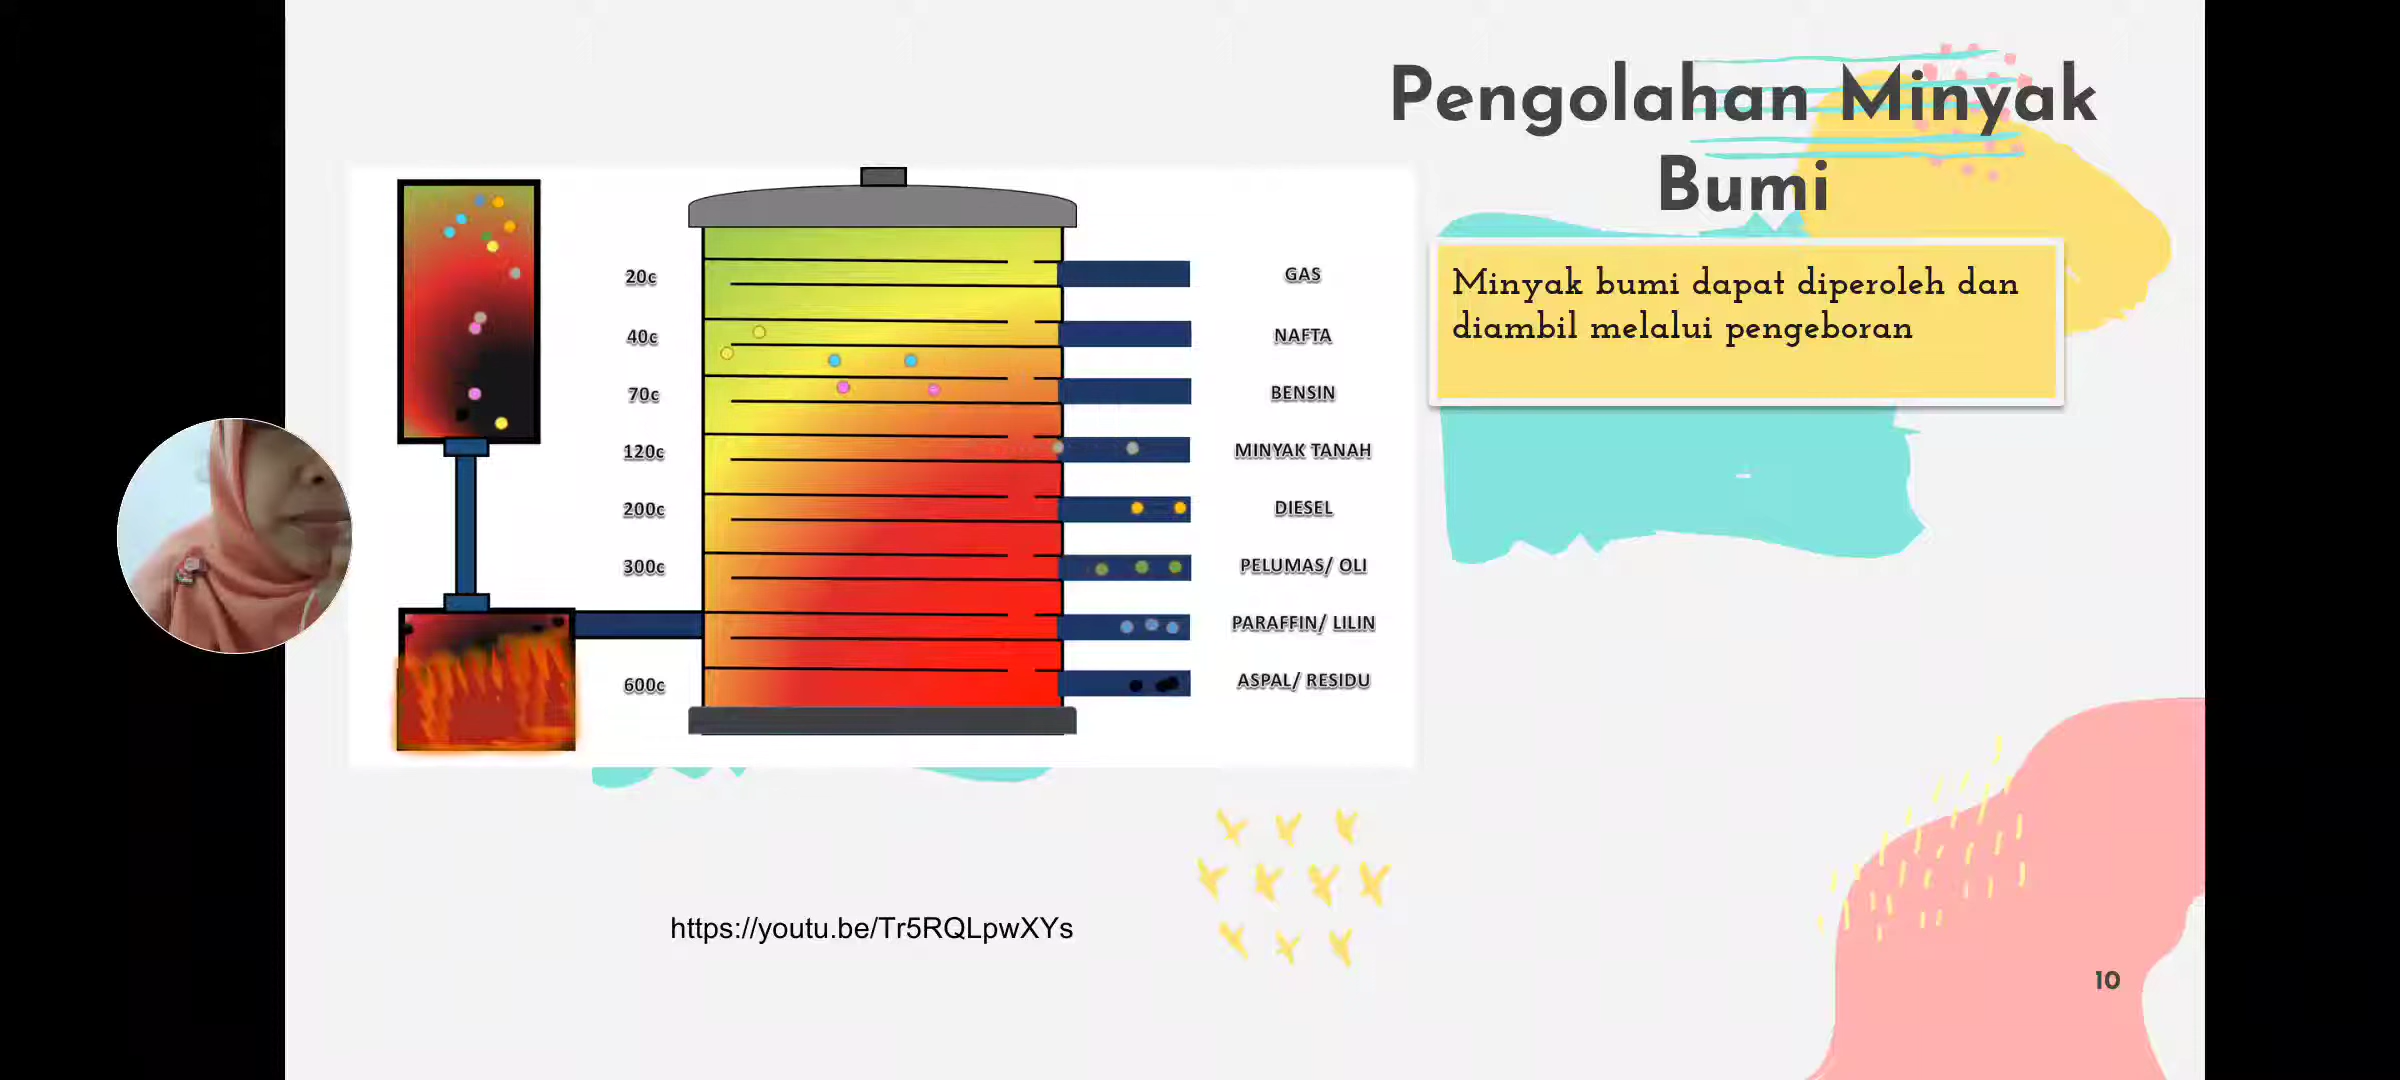 Pengolahan Minyak
Bumi
Minyak bumi dapat diperoleh dan
diambil melalui pengeboran
20c
GAS
40c
NAFTA
70c
BENSIN
120c
MINYAK TANAH
200c
DIESEL
300c
PELUMAS/ OLI
PARAFFIN/ LILIN
600c
ASPAL/ RESIDU
https://youtu.be/Tr5RQLpwXYs
10